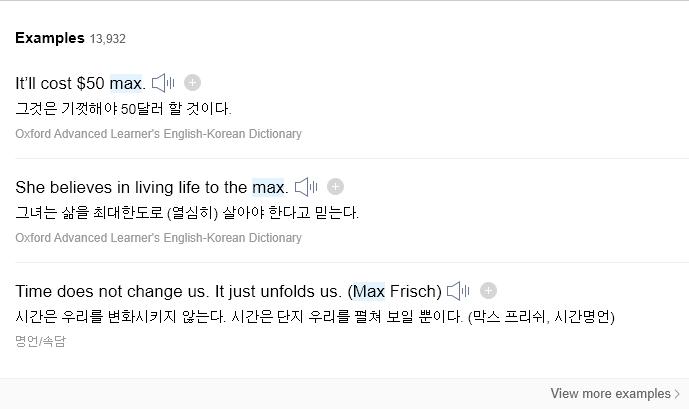 Examples 13,932
It'll cost $50 max.
그것은 기껏해야 50달러 할 것이다.
Oxford Advanced Learner's English-Korean Dictionary
She believes in living life to the max.
그녀는 삶을 최대한도로 (열심히) 살아야 한다고 믿는다.
Oxford Advanced Learner's English-Korean Dictionary
Time does not change us. It just unfolds us. (Max Frisch)
시간은 우리를 변화시키지 않는다. 시간은 단지 우리를 펼쳐 보일 뿐이다. (막스 프리쉬, 시간명언)
명언/속담
View more examples